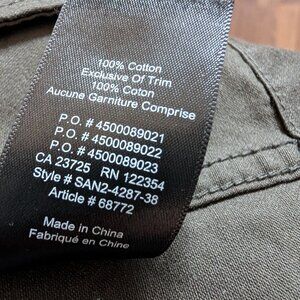 100% Cotton
Exclusive Of Trim
100% Coton
Aucune Garniture Comprise
P.O. # 4500089021
P.O. # 4500089022
P.O. # 4500089023
CA 23725 RN 122354
Style # SAN2-4287-38
Article # 68772
Made in China
Fabriqué en Chine